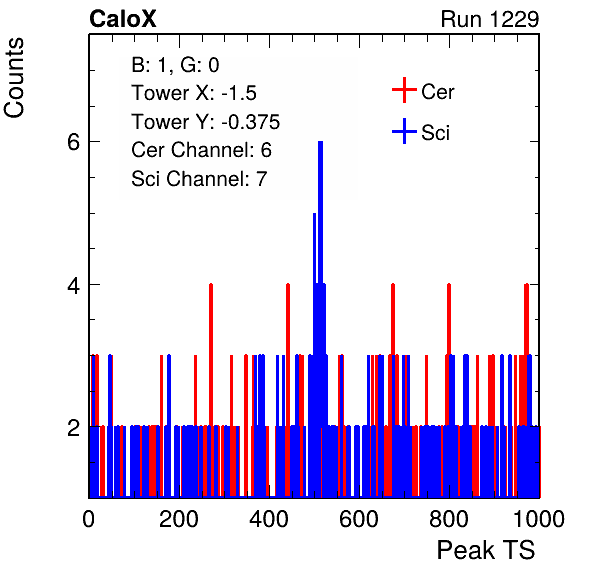 CaloX
Run 1229
Counts
B: 1, G: 0
Tower X: -1.5
Tower Y: -0.375
Cer Channel: 6
Sci Channel: 7
Cer
Sci
6
4
2
0 200 400 600 800 1000
Peak TS